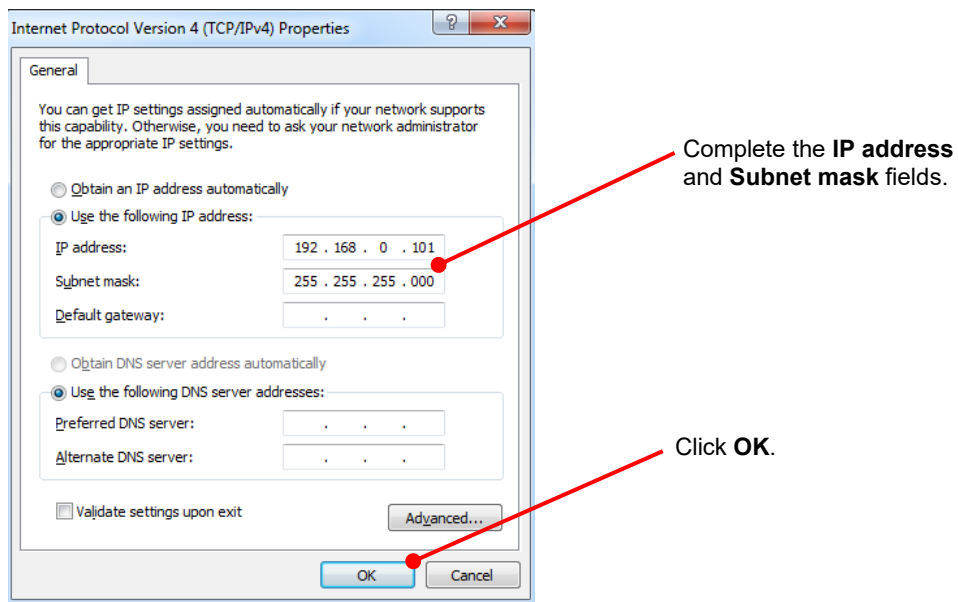 Internet Protocol Version 4 (TCP/IPv4) Properties
?
X
General
You can get IP settings assigned automatically if your network supports
this capability. Otherwise, you need to ask your network administrator
for the appropriate IP settings.
Obtain an IP address automatically
Use the following IP address:
IP address: 192 . 168 . 0 . 101
Subnet mask: 255 . 255 . 255 . 000
Default gateway: . . .
Obtain DNS server address automatically
Use the following DNS server addresses:
Preferred DNS server: . . .
Alternate DNS server: . . .
Validate settings upon exit
Advanced...
OK
Cancel
Complete the IP address
and Subnet mask fields.
Click OK.